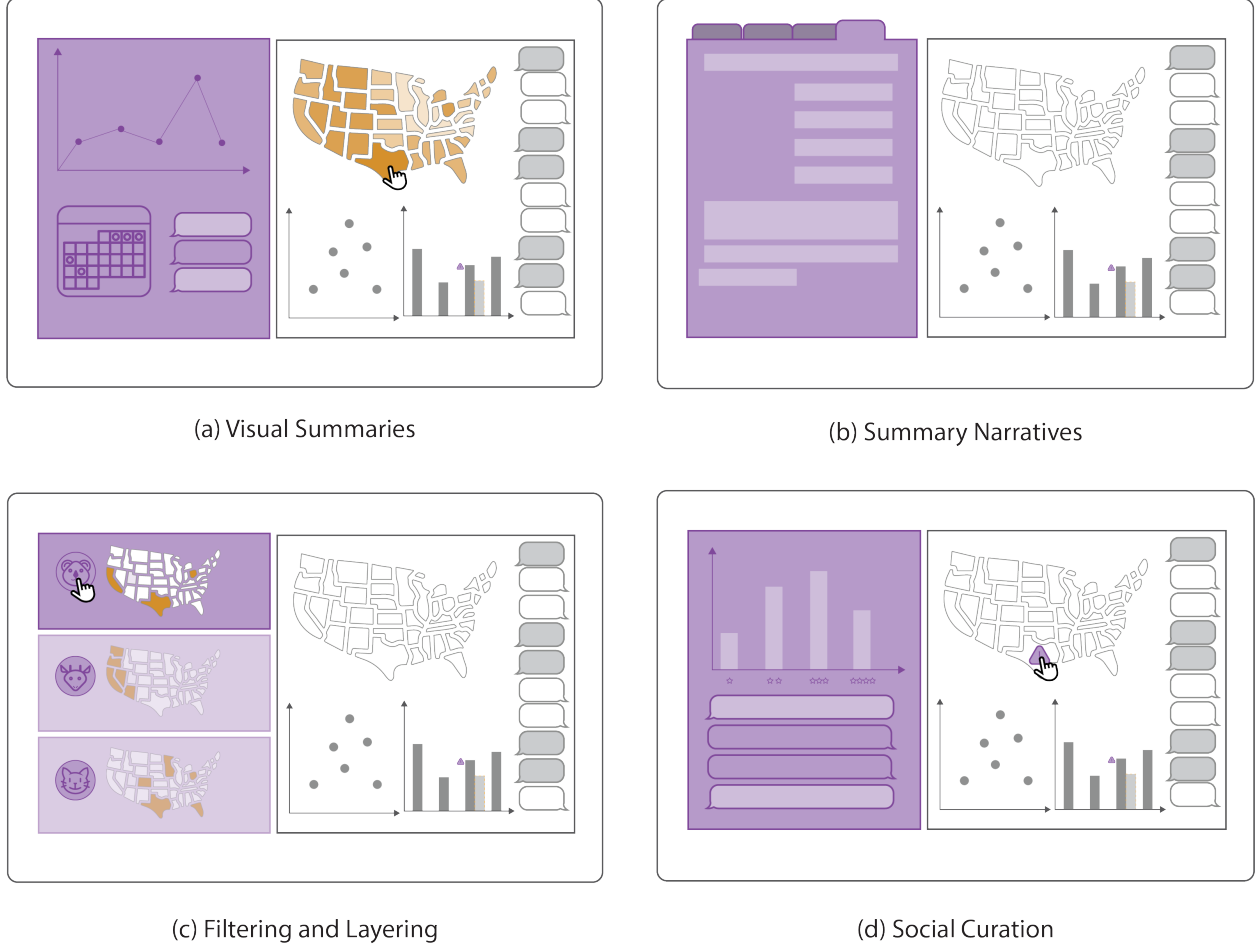 (a) Visual Summaries
(b) Summary Narratives
(c) Filtering and Layering
(d) Social Curation